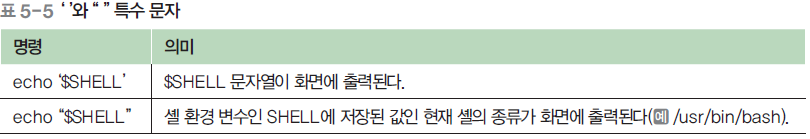 표 5-5 ‘ ’와 “ ” 특수 문자
명령 의미
echo ‘$SHELL’ $SHELL 문자열이 화면에 출력된다.
echo “$SHELL” 셸 환경 변수인 SHELL에 저장된 값인 현재 셸의 종류가 화면에 출력된다(예 /usr/bin/bash).